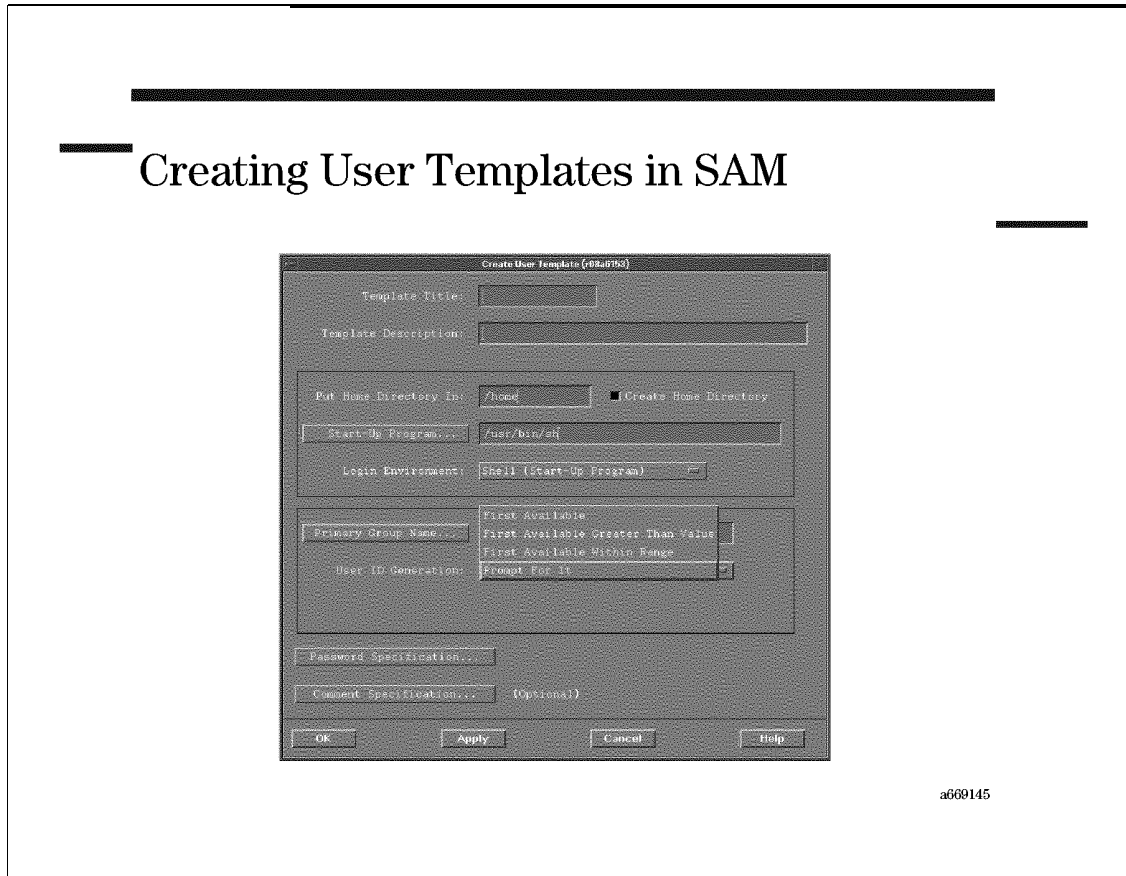 Creating User Templates in SAM
Create User Template (r08a6153)
Template Title:
Template Description:
Put Home Directory In: /home Create Home Directory
Start-Up Program... /usr/bin/sh
Login Environment: Shell (Start-Up Program)
First Available
Primary Group Name... First Available Greater Than Value
First Available Within Range
User ID Generation: Prompt For It
Password Specification...
Comment Specification... (Optional)
OK Apply Cancel Help
a669145